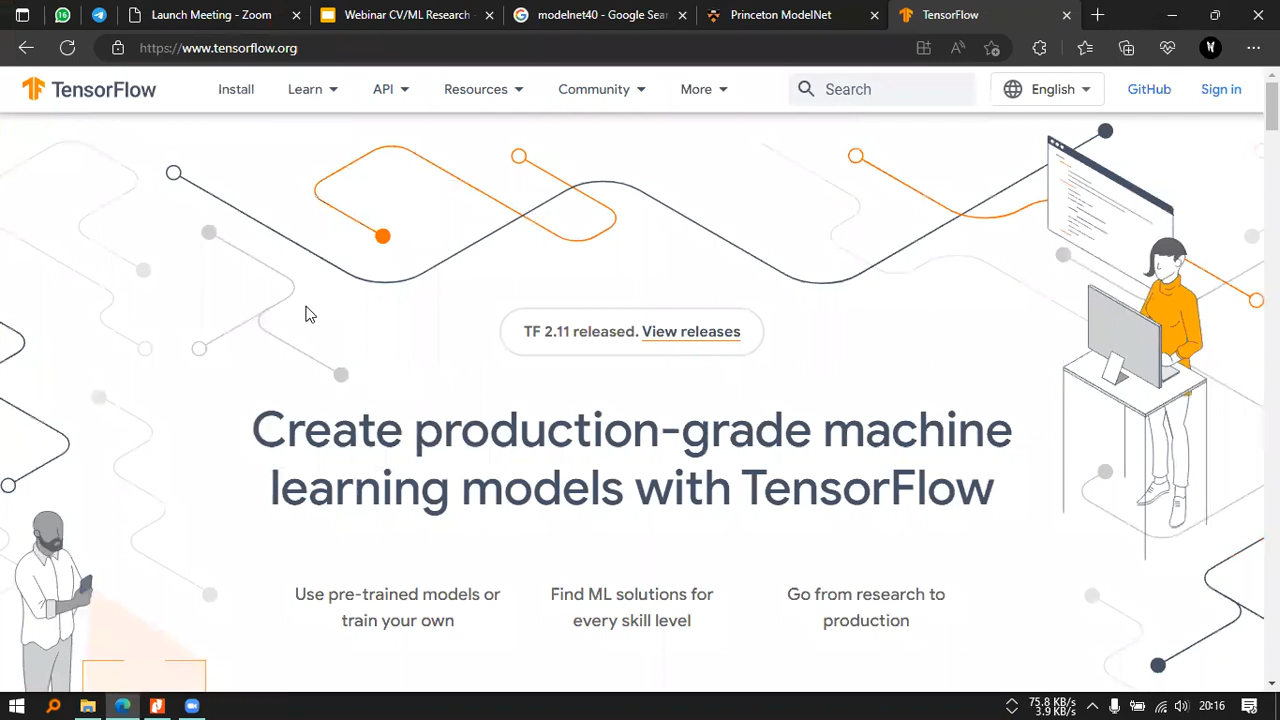 Launch Meeting - Zoom
Webinar CV/ML Research -
modelnet40 - Google Sear
Princeton ModelNet
TensorFlow
https://www.tensorflow.org
TensorFlow
Install
Learn
API
Resources
Community
More
Search
English
GitHub
Sign in
TF 2.11 released. View releases
Create production-grade machine
learning models with TensorFlow
Use pre-trained models or
train your own
Find ML solutions for
every skill level
Go from research to
production
75.8 KB/s
3.9 KB/s
20:16